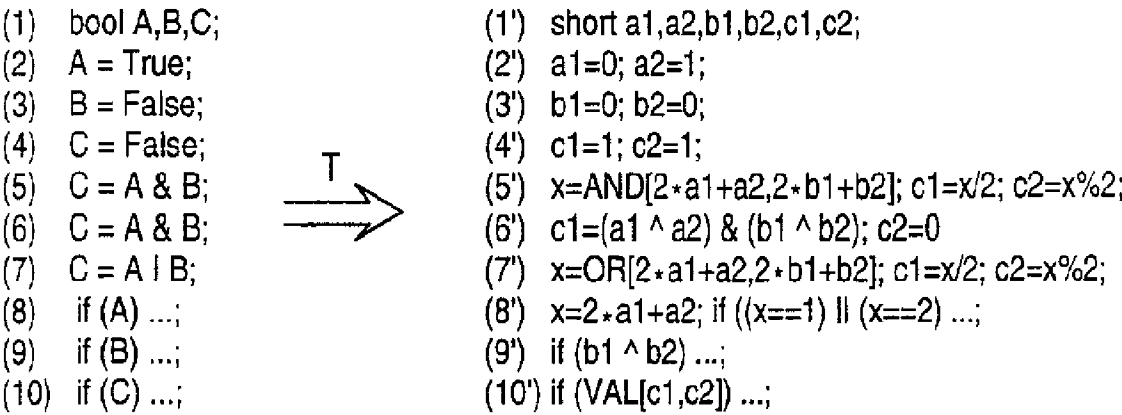 (1) bool A,B,C;
(2) A = True;
(3) B = False;
(4) C = False;
(5) C = A & B;
(6) C = A & B;
(7) C = A | B;
(8) if (A) ...;
(9) if (B) ...;
(10) if (C) ...;
T
(1') short a1,a2,b1,b2,c1,c2;
(2') a1=0; a2=1;
(3') b1=0; b2=0;
(4') c1=1; c2=1;
(5') x=AND[2*a1+a2,2*b1+b2]; c1=x/2; c2=x%2;
(6') c1=(a1 ^ a2) & (b1 ^ b2); c2=0
(7') x=OR[2*a1+a2,2*b1+b2]; c1=x/2; c2=x%2;
(8') x=2*a1+a2; if ((x==1) || (x==2) ...;
(9') if (b1 ^ b2) ...;
(10') if (VAL[c1,c2]) ...;